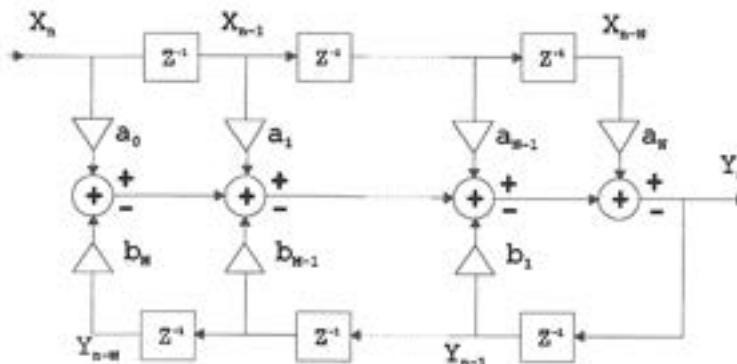 Xₙ Xₙ₋₁ Xₙ₋ₘ
Z⁻¹ Z⁻¹ Z⁻¹
a₀ a₁ aₘ₋₁ aₘ
Y
+ + + + + + + +
− − − −
bₘ bₘ₋₁ b₁
Yₙ₋ₘ Z⁻¹ Z⁻¹ Yₙ₋₁ Z⁻¹